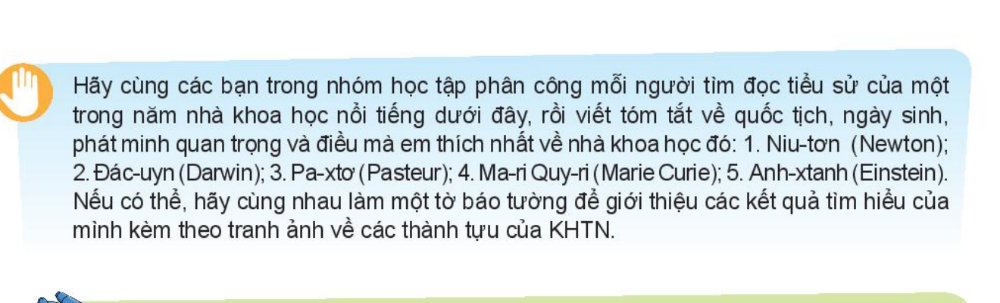 Hãy cùng các bạn trong nhóm học tập phân công mỗi người tìm đọc tiểu sử của một
trong năm nhà khoa học nổi tiếng dưới đây, rồi viết tóm tắt về quốc tịch, ngày sinh,
phát minh quan trọng và điều mà em thích nhất về nhà khoa học đó: 1. Niu-tơn (Newton);
2. Đác-uyn (Darwin); 3. Pa-xtơ (Pasteur); 4. Ma-ri Quy-ri (Marie Curie); 5. Anh-xtanh (Einstein).
Nếu có thể, hãy cùng nhau làm một tờ báo tường để giới thiệu các kết quả tìm hiểu của
mình kèm theo tranh ảnh về các thành tựu của KHTN.